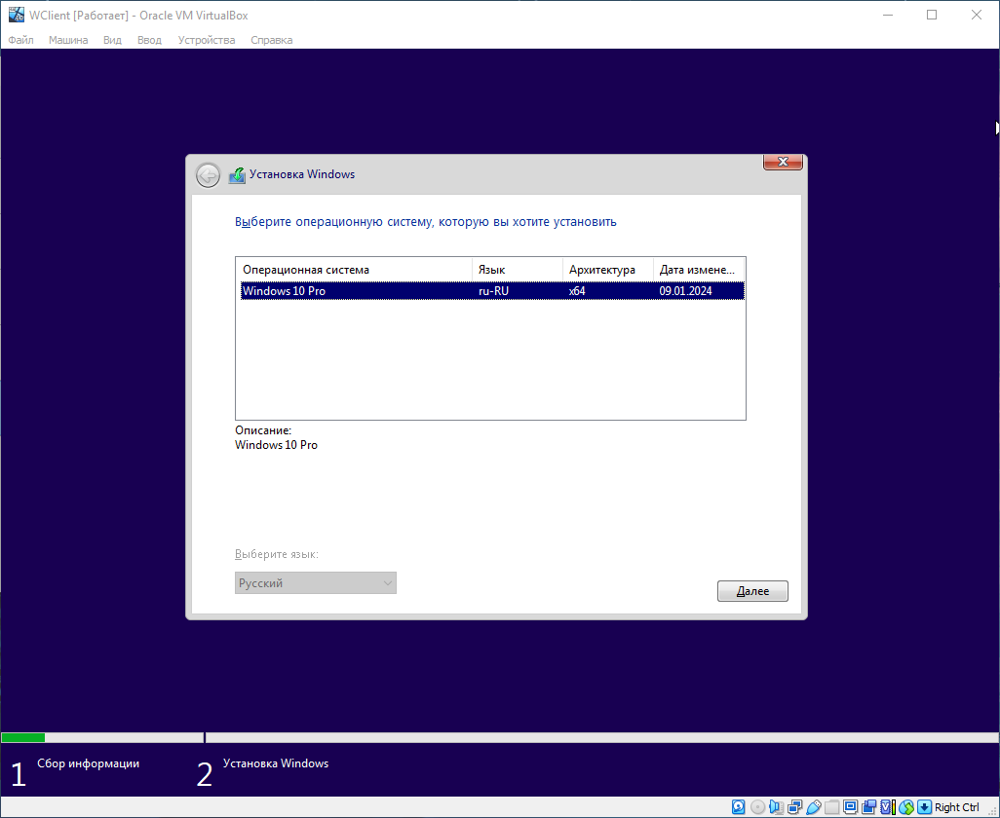 WClient [Работает] - Oracle VM VirtualBox
Файл Машина Вид Ввод Устройства Справка
Установка Windows
Выберите операционную систему, которую вы хотите установить
Операционная система Язык Архитектура Дата измене...
Windows 10 Pro ru-RU x64 09.01.2024
Описание:
Windows 10 Pro
Выберите язык:
Русский
Далее
1 Сбор информации 2 Установка Windows
Right Ctrl